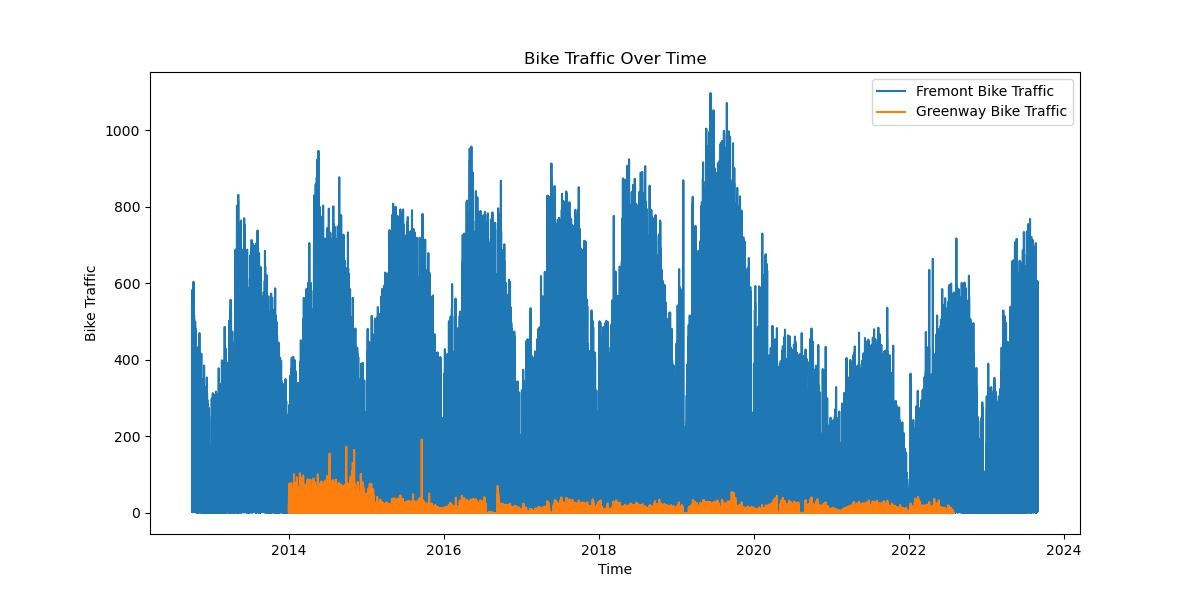 Bike Traffic Over Time
Fremont Bike Traffic
Greenway Bike Traffic
Bike Traffic
1000
800
600
400
200
0
2014 2016 2018 2020 2022 2024
Time